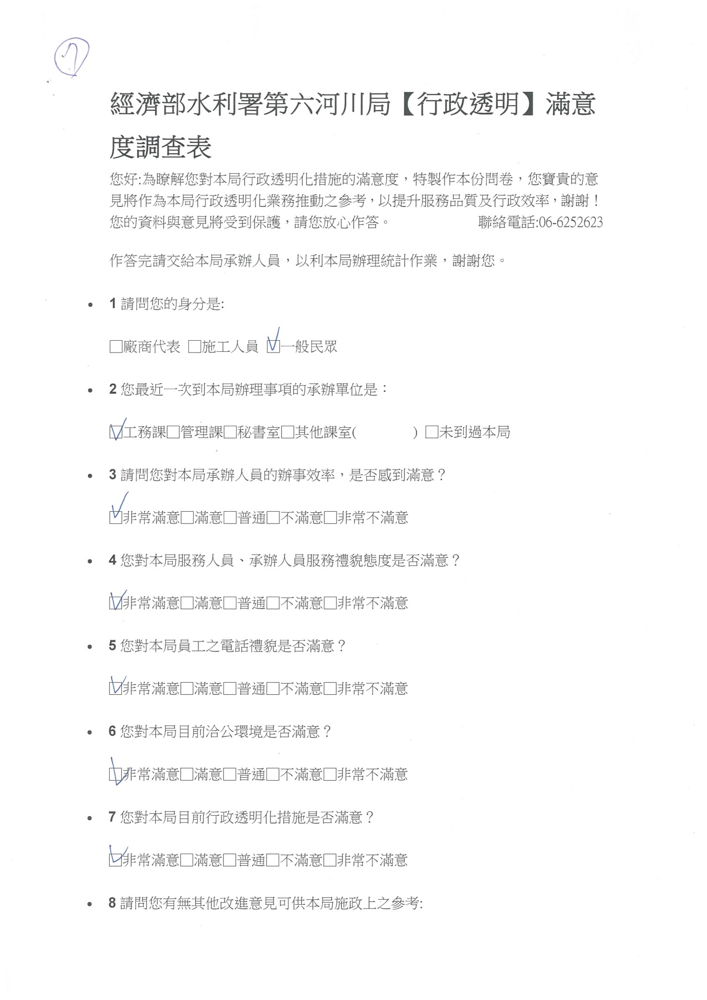 7
經濟部水利署第六河川局【行政透明】滿意
度調查表
您好:為瞭解您對本局行政透明化措施的滿意度，特製作本份問卷，您寶貴的意
見將作為本局行政透明化業務推動之參考，以提升服務品質及行政效率，謝謝！
您的資料與意見將受到保護，請您放心作答。 聯絡電話:06-6252623
作答完請交給本局承辦人員，以利本局辦理統計作業，謝謝您。
• 1 請問您的身分是:
□廠商代表 □施工人員 ☑一般民眾
• 2 您最近一次到本局辦理事項的承辦單位是：
☑工務課□管理課□秘書室□其他課室( ) □未到過本局
• 3 請問您對本局承辦人員的辦事效率，是否感到滿意？
☑非常滿意□滿意□普通□不滿意□非常不滿意
• 4 您對本局服務人員、承辦人員服務禮貌態度是否滿意？
☑非常滿意□滿意□普通□不滿意□非常不滿意
• 5 您對本局員工之電話禮貌是否滿意？
☑非常滿意□滿意□普通□不滿意□非常不滿意
• 6 您對本局目前洽公環境是否滿意？
☑非常滿意□滿意□普通□不滿意□非常不滿意
• 7 您對本局目前行政透明化措施是否滿意？
☑非常滿意□滿意□普通□不滿意□非常不滿意
• 8 請問您有無其他改進意見可供本局施政上之參考: